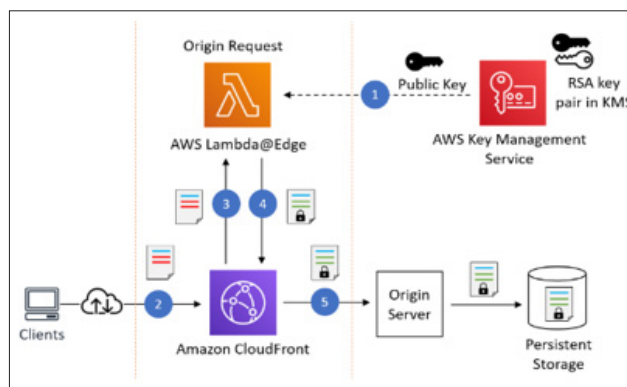 Origin Request
AWS Lambda@Edge
1
Public Key
RSA key
pair in KMS
AWS Key Management
Service
3
4
2
5
Clients
Amazon CloudFront
Origin
Server
Persistent
Storage